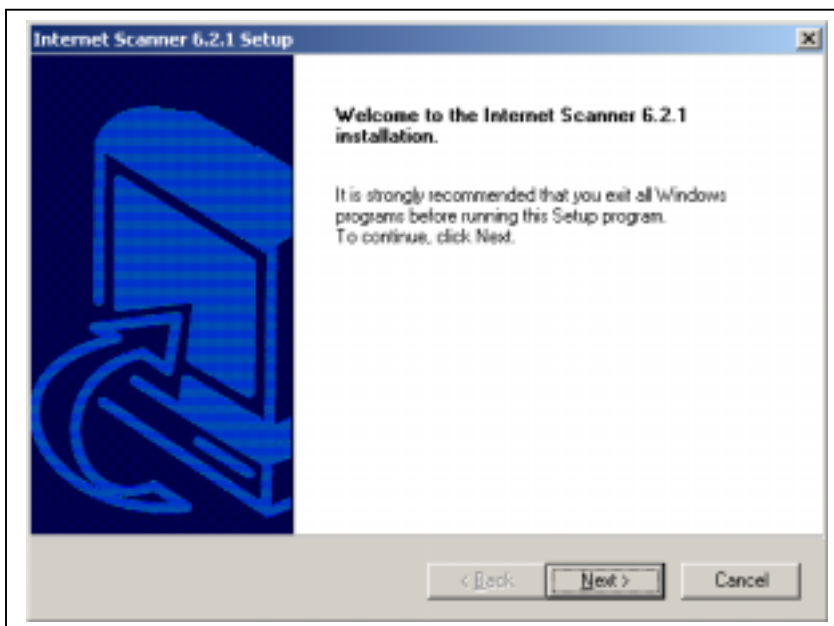 Internet Scanner 6.2.1 Setup
Welcome to the Internet Scanner 6.2.1
installation.
It is strongly recommended that you exit all Windows
programs before running this Setup program.
To continue, click Next.
< Back
Next >
Cancel